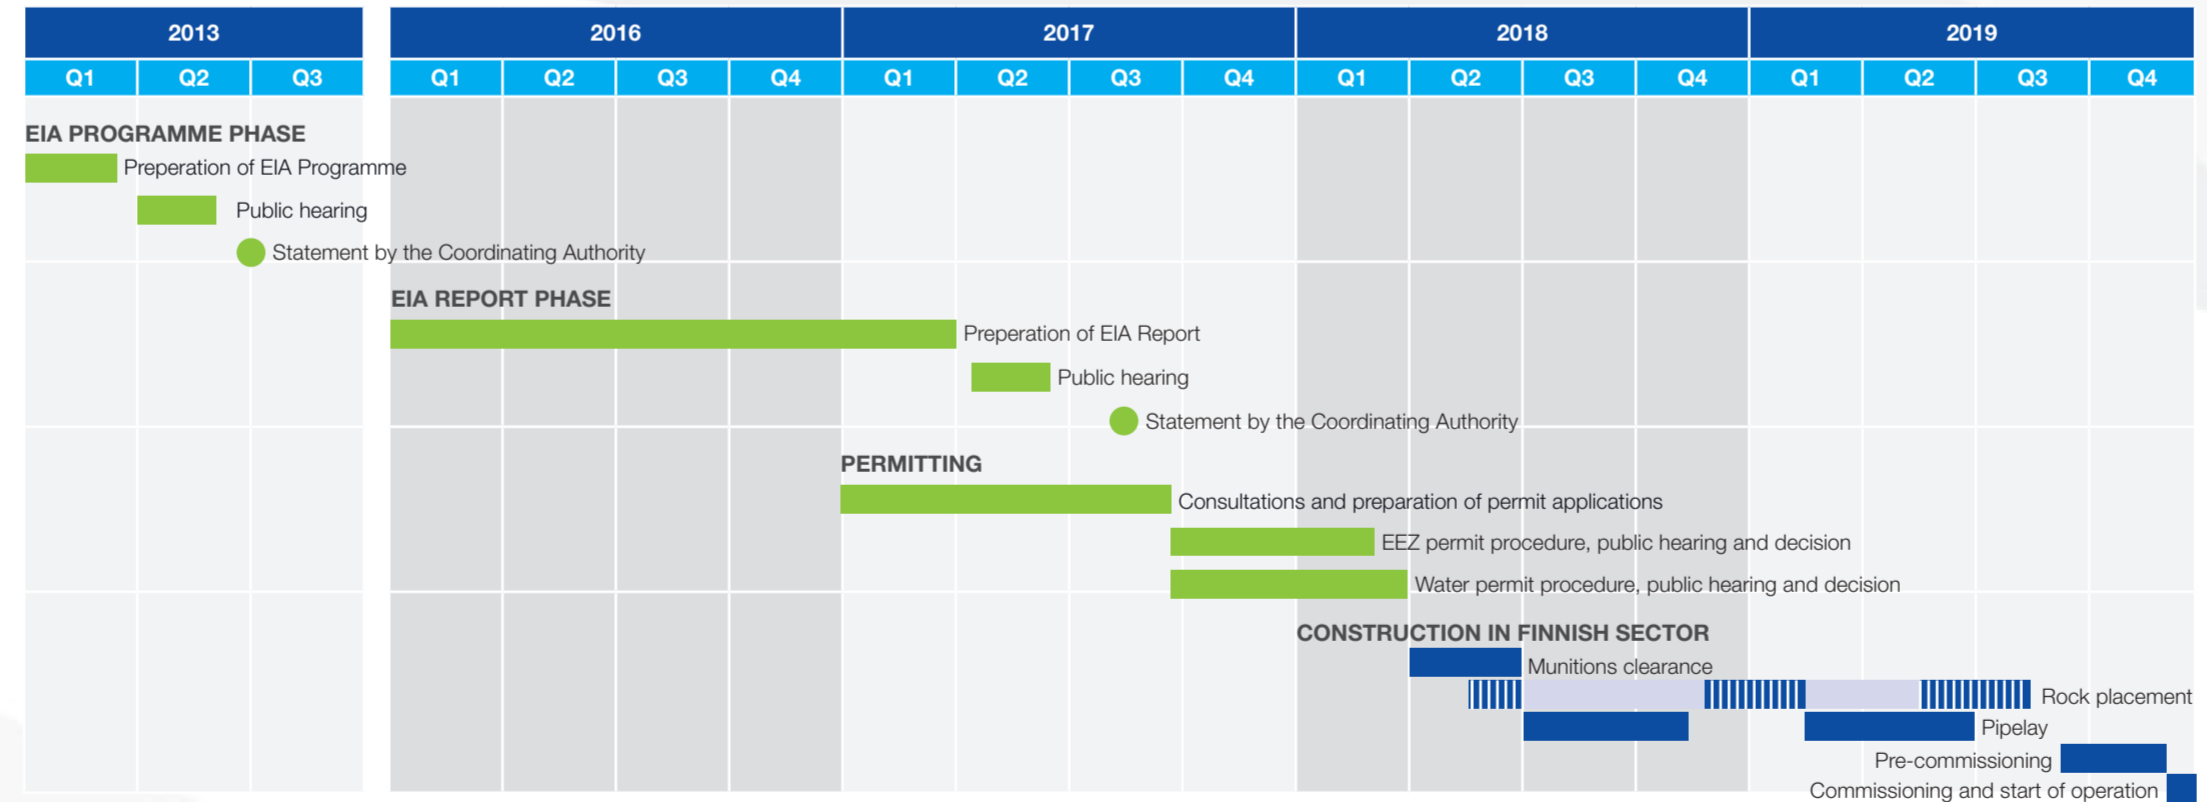 2013 2016 2017 2018 2019
Q1 Q2 Q3 Q1 Q2 Q3 Q4 Q1 Q2 Q3 Q4 Q1 Q2 Q3 Q4 Q1 Q2 Q3 Q4
EIA PROGRAMME PHASE
Preperation of EIA Programme
Public hearing
Statement by the Coordinating Authority
EIA REPORT PHASE
Preperation of EIA Report
Public hearing
Statement by the Coordinating Authority
PERMITTING
Consultations and preparation of permit applications
EEZ permit procedure, public hearing and decision
Water permit procedure, public hearing and decision
CONSTRUCTION IN FINNISH SECTOR
Munitions clearance
Rock placement
Pipelay
Pre-commissioning
Commissioning and start of operation